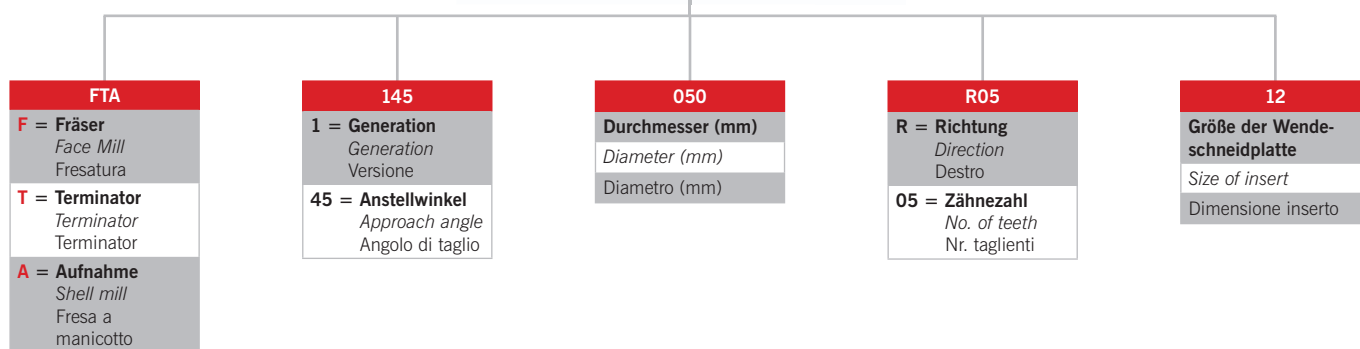 FTA
F = Fräser
Face Mill
Fresatura
T = Terminator
Terminator
Terminator
A = Aufnahme
Shell mill
Fresa a
manicotto
145
1 = Generation
Generation
Versione
45 = Anstellwinkel
Approach angle
Angolo di taglio
050
Durchmesser (mm)
Diameter (mm)
Diametro (mm)
R05
R = Richtung
Direction
Destro
05 = Zähnezahl
No. of teeth
Nr. taglienti
12
Größe der Wende-
schneidplatte
Size of insert
Dimensione inserto